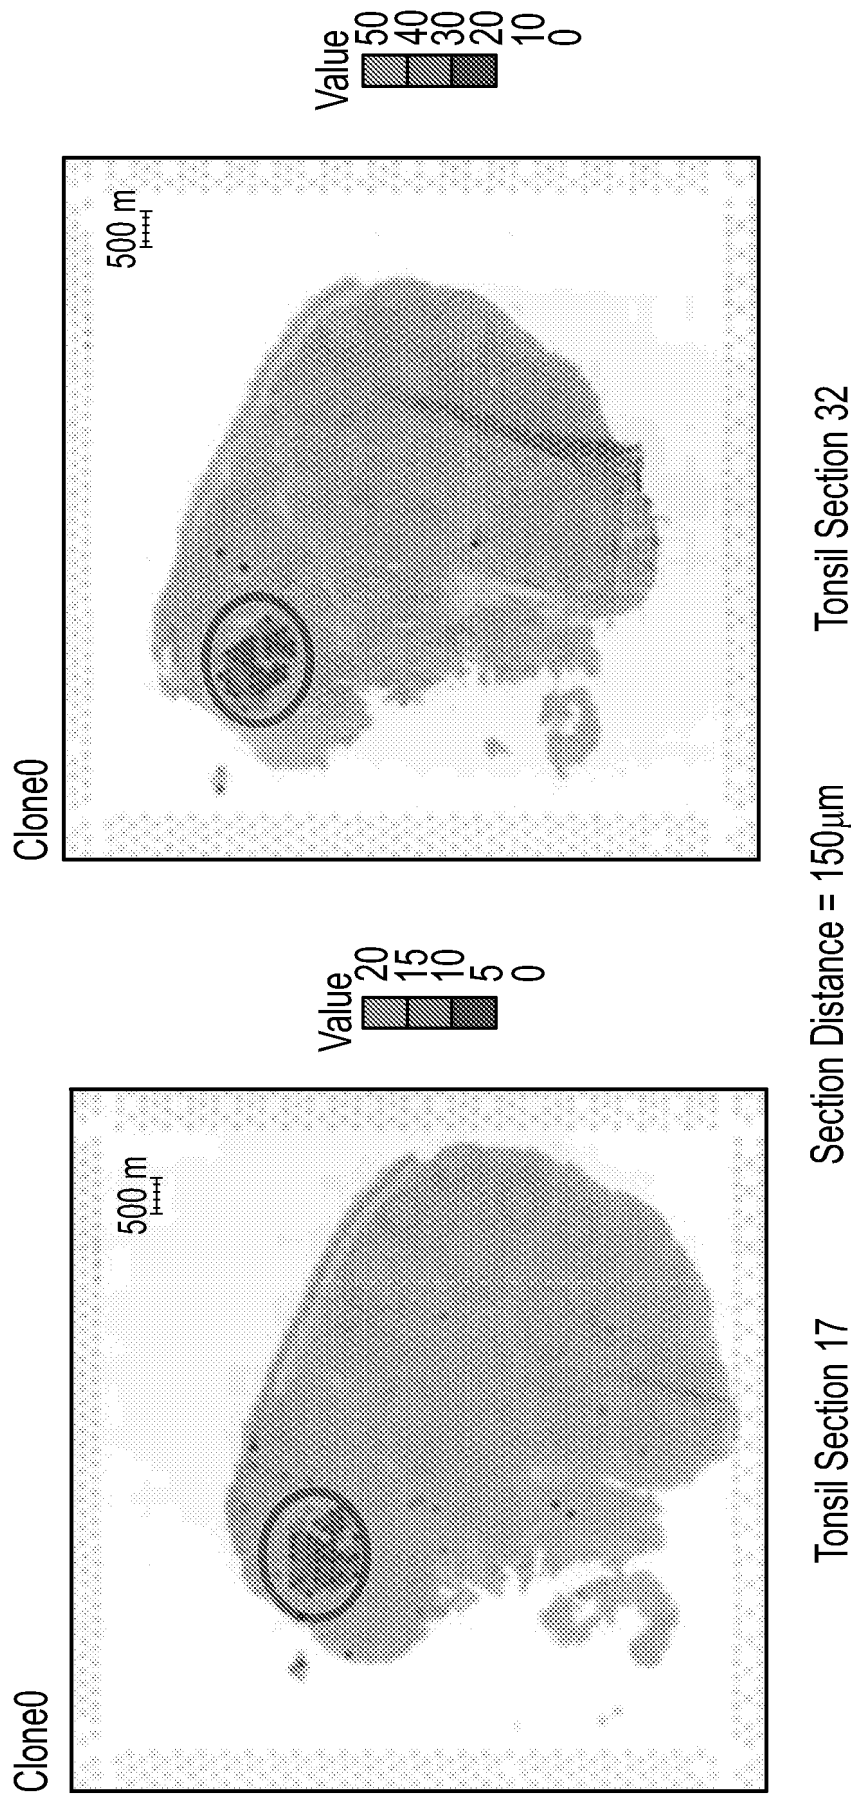 Clone0
500 m
Value
20
15
10
5
0
Tonsil Section 17
Clone0
500 m
Value
50
40
30
20
10
0
Tonsil Section 32
Section Distance = 150μm